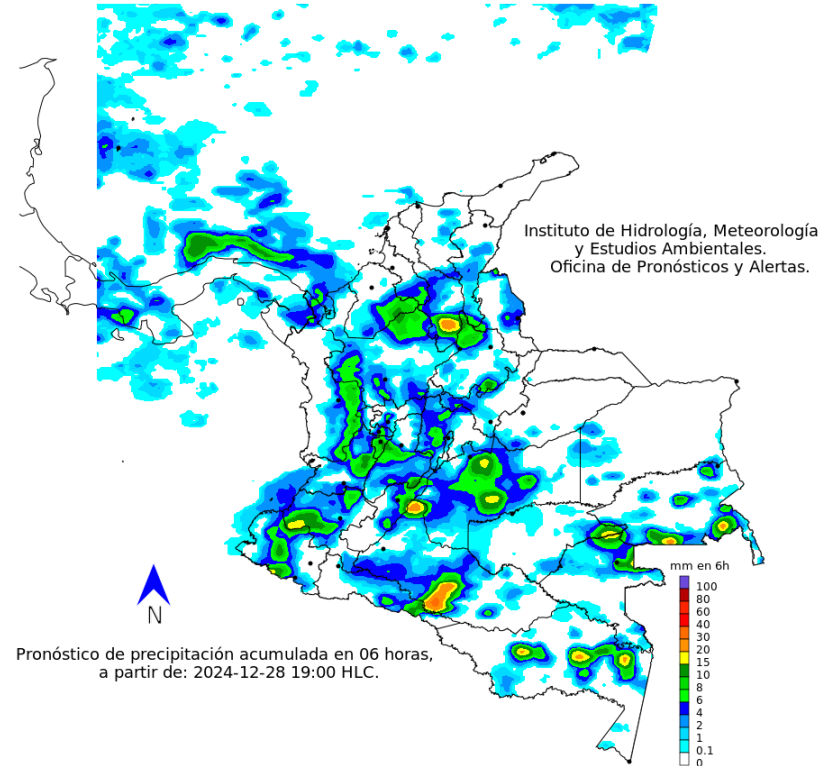 Instituto de Hidrología, Meteorología
y Estudios Ambientales.
Oficina de Pronósticos y Alertas.
mm en 6h
100
80
60
40
30
20
15
10
8
6
4
2
1
0.1
0
N
Pronóstico de precipitación acumulada en 06 horas,
a partir de: 2024-12-28 19:00 HLC.